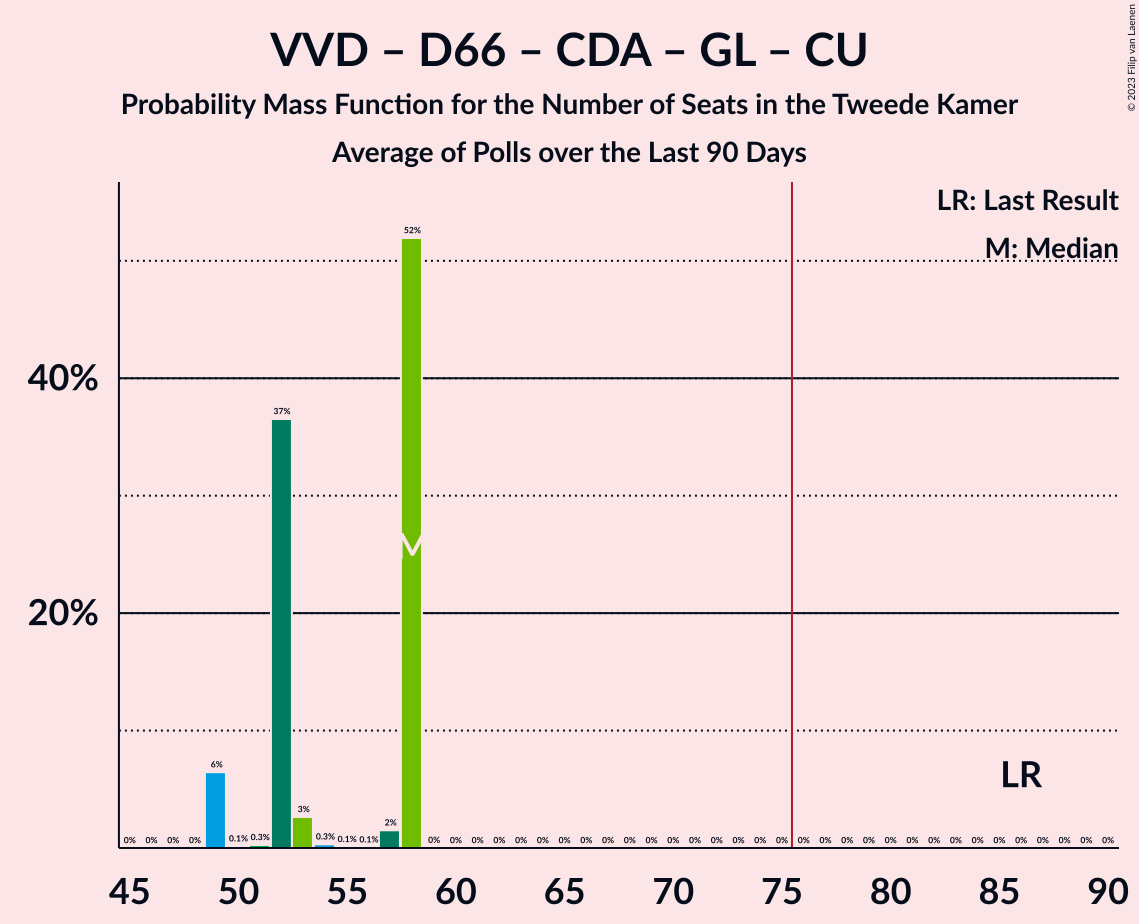 VVD – D66 – CDA – GL – CU
Probability Mass Function for the Number of Seats in the Tweede Kamer
Average of Polls over the Last 90 Days
© 2023 Filip van Laenen
LR: Last Result
M: Median
52%
40%
37%
M
20%
LR
6%
3%
2%
0% 0% 0% 0% 0.1% 0.3% 0.3% 0.1% 0.1% 0% 0% 0% 0% 0% 0% 0% 0% 0% 0% 0% 0% 0% 0% 0% 0% 0% 0% 0% 0% 0% 0% 0% 0% 0% 0% 0% 0% 0% 0% 0% 0%
45 50 55 60 65 70 75 80 85 90